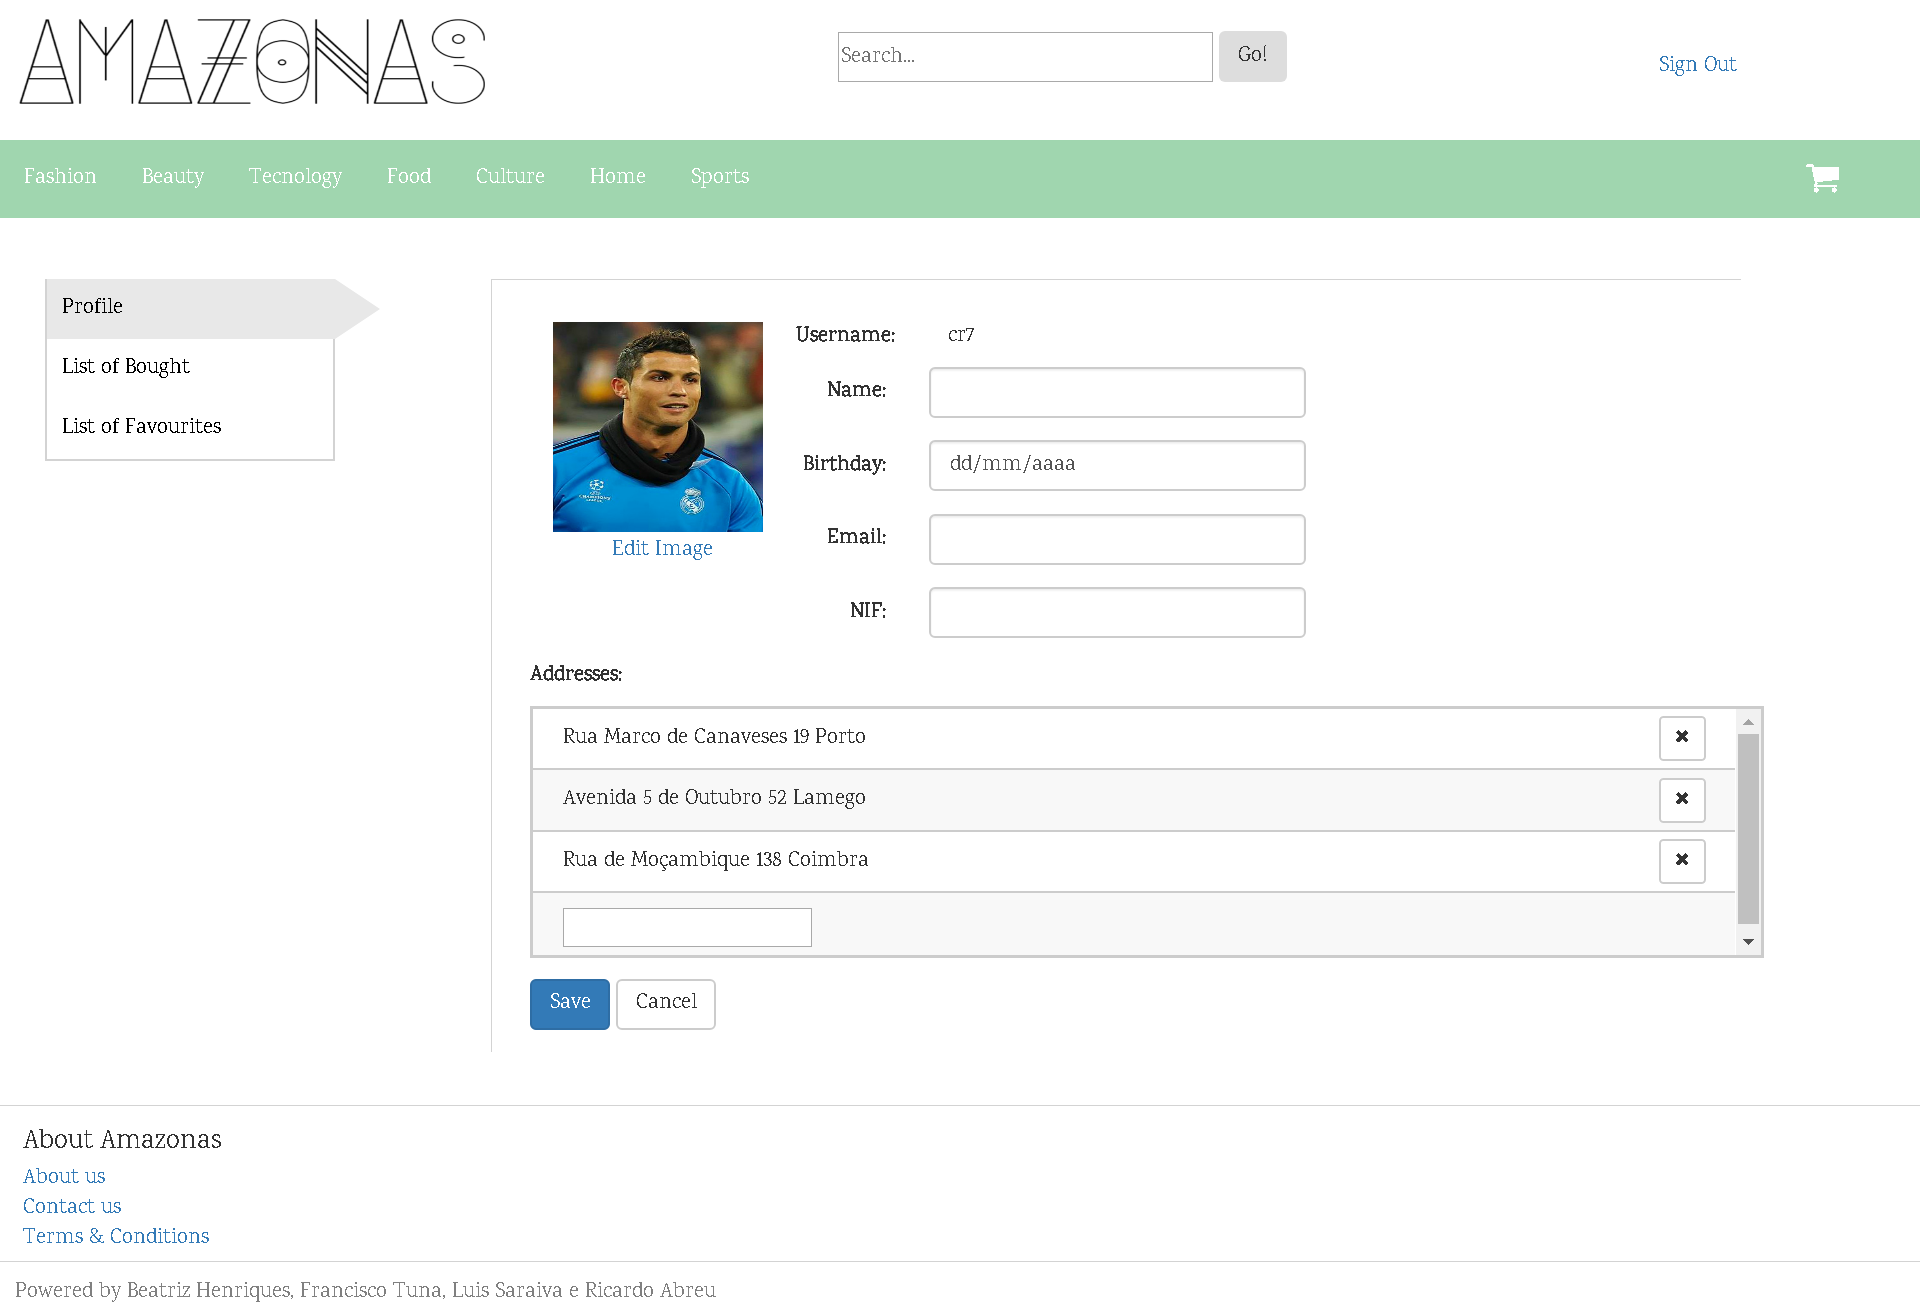 AMAZZONAS
Search...
Go!
Sign Out
Fashion Beauty Tecnology Food Culture Home Sports
Profile
List of Bought
List of Favourites
Username: cr7
Name:
Birthday: dd/mm/aaaa
Email:
NIF:
CHAMPIONS
Edit Image
Addresses:
Rua Marco de Canaveses 19 Porto
Avenida 5 de Outubro 52 Lamego
Rua de Moçambique 138 Coimbra
Save Cancel
About Amazonas
About us
Contact us
Terms & Conditions
Powered by Beatriz Henriques, Francisco Tuna, Luis Saraiva e Ricardo Abreu